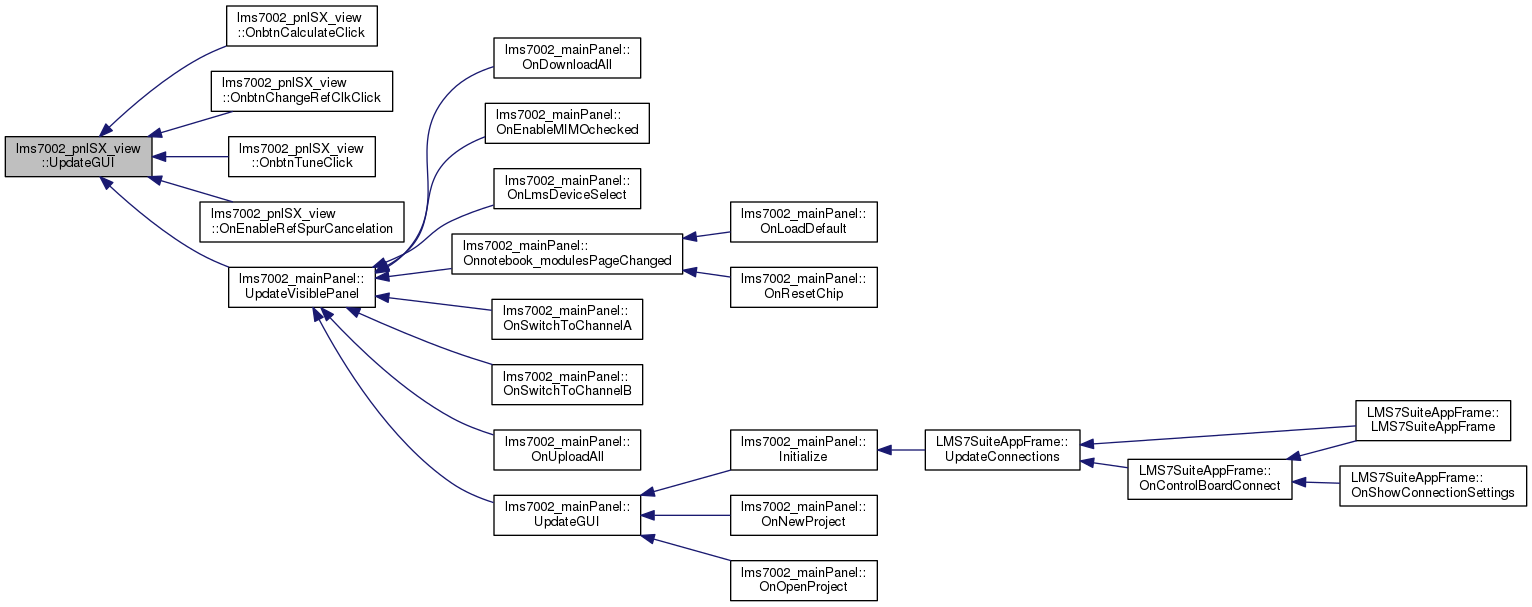 lms7002_pnlSX_view
::UpdateGUI
lms7002_pnlSX_view
::OnbtnCalculateClick
lms7002_pnlSX_view
::OnbtnChangeRefClkClick
lms7002_pnlSX_view
::OnbtnTuneClick
lms7002_pnlSX_view
::OnEnableRefSpurCancelation
lms7002_mainPanel::
UpdateVisiblePanel
lms7002_mainPanel::
OnDownloadAll
lms7002_mainPanel::
OnEnableMIMOchecked
lms7002_mainPanel::
OnLmsDeviceSelect
lms7002_mainPanel::
Onnotebook_modulesPageChanged
lms7002_mainPanel::
OnLoadDefault
lms7002_mainPanel::
OnResetChip
lms7002_mainPanel::
OnSwitchToChannelA
lms7002_mainPanel::
OnSwitchToChannelB
lms7002_mainPanel::
OnUploadAll
lms7002_mainPanel::
UpdateGUI
lms7002_mainPanel::
Initialize
lms7002_mainPanel::
OnNewProject
lms7002_mainPanel::
OnOpenProject
LMS7SuiteAppFrame::
UpdateConnections
LMS7SuiteAppFrame::
OnControlBoardConnect
LMS7SuiteAppFrame::
LMS7SuiteAppFrame
LMS7SuiteAppFrame::
OnShowConnectionSettings